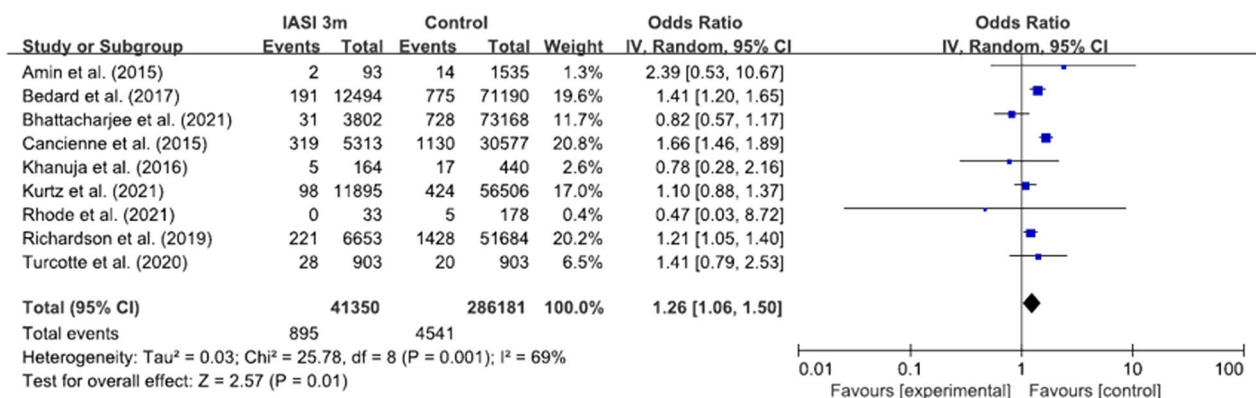 IASI 3m Control Odds Ratio Odds Ratio
Study or Subgroup Events Total Events Total Weight IV, Random, 95% CI IV, Random, 95% CI
Amin et al. (2015) 2 93 14 1535 1.3% 2.39 [0.53, 10.67]
Bedard et al. (2017) 191 12494 775 71190 19.6% 1.41 [1.20, 1.65]
Bhattacharjee et al. (2021) 31 3802 728 73168 11.7% 0.82 [0.57, 1.17]
Cancienne et al. (2015) 319 5313 1130 30577 20.8% 1.66 [1.46, 1.89]
Khanuja et al. (2016) 5 164 17 440 2.6% 0.78 [0.28, 2.16]
Kurtz et al. (2021) 98 11895 424 56506 17.0% 1.10 [0.88, 1.37]
Rhode et al. (2021) 0 33 5 178 0.4% 0.47 [0.03, 8.72]
Richardson et al. (2019) 221 6653 1428 51684 20.2% 1.21 [1.05, 1.40]
Turcotte et al. (2020) 28 903 20 903 6.5% 1.41 [0.79, 2.53]
Total (95% CI) 41350 286181 100.0% 1.26 [1.06, 1.50]
Total events 895 4541
Heterogeneity: Tau² = 0.03; Chi² = 25.78, df = 8 (P = 0.001); I² = 69%
Test for overall effect: Z = 2.57 (P = 0.01)
0.01 0.1 1 10 100
Favours [experimental] Favours [control]